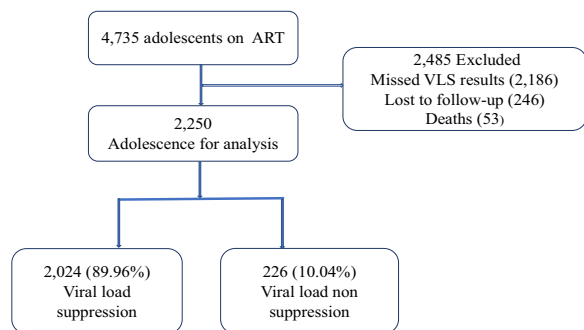 4,735 adolescents on ART
2,485 Excluded
Missed VLS results (2,186)
Lost to follow-up (246)
Deaths (53)
2,250
Adolescence for analysis
2,024 (89.96%)
Viral load
suppression
226 (10.04%)
Viral load non
suppression